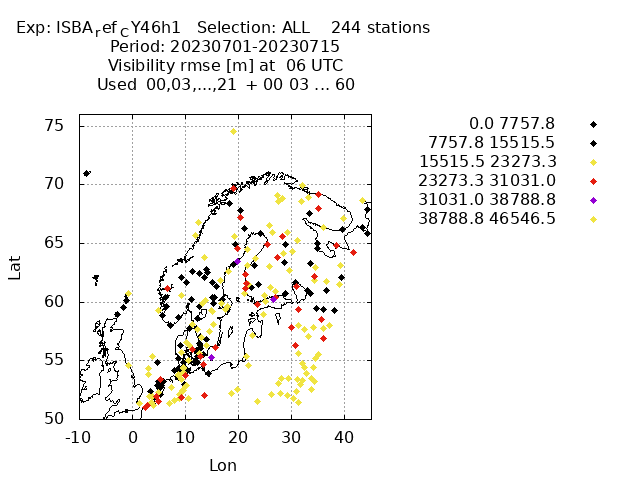 Exp: ISBA_ref_CY46h1 Selection: ALL 244 stations
Period: 20230701-20230715
Visibility rmse [m] at 06 UTC
Used 00,03,...,21 + 00 03 ... 60
0.0 7757.8
7757.8 15515.5
15515.5 23273.3
23273.3 31031.0
31031.0 38788.8
38788.8 46546.5
75
70
65
60
55
50
Lat
-10 0 10 20 30 40
Lon